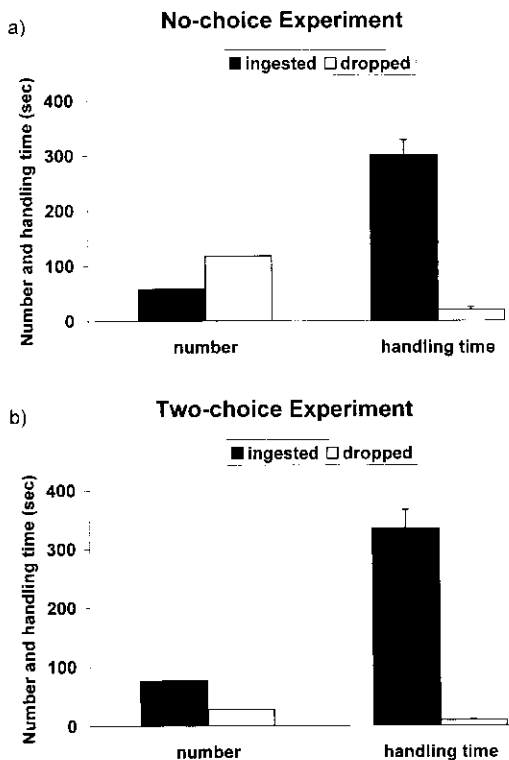 a)
No-choice Experiment
■ ingested □ dropped
Number and handling time (sec)
400
300
200
100
0
number handling time
b)
Two-choice Experiment
■ ingested □ dropped
Number and handling time (sec)
400
300
200
100
0
number handling time